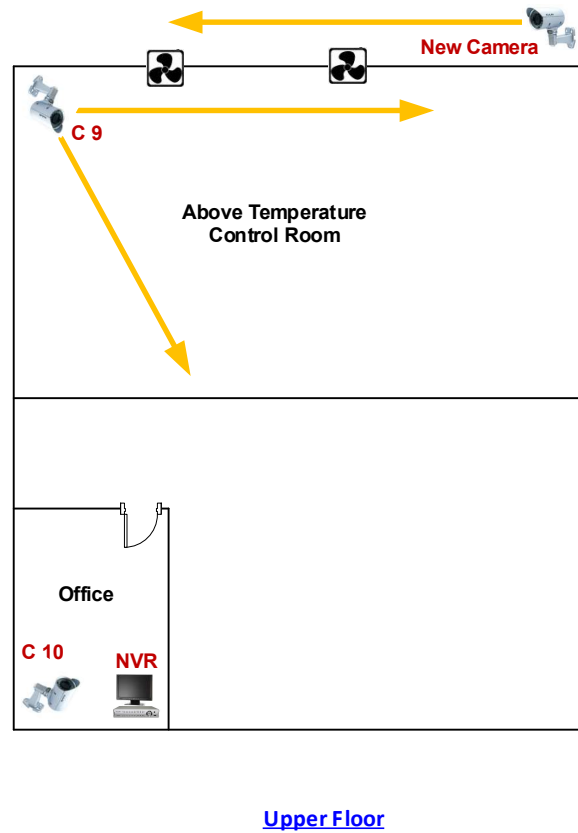 New Camera
C 9
Above Temperature
Control Room
Office
C 10
NVR
Upper Floor